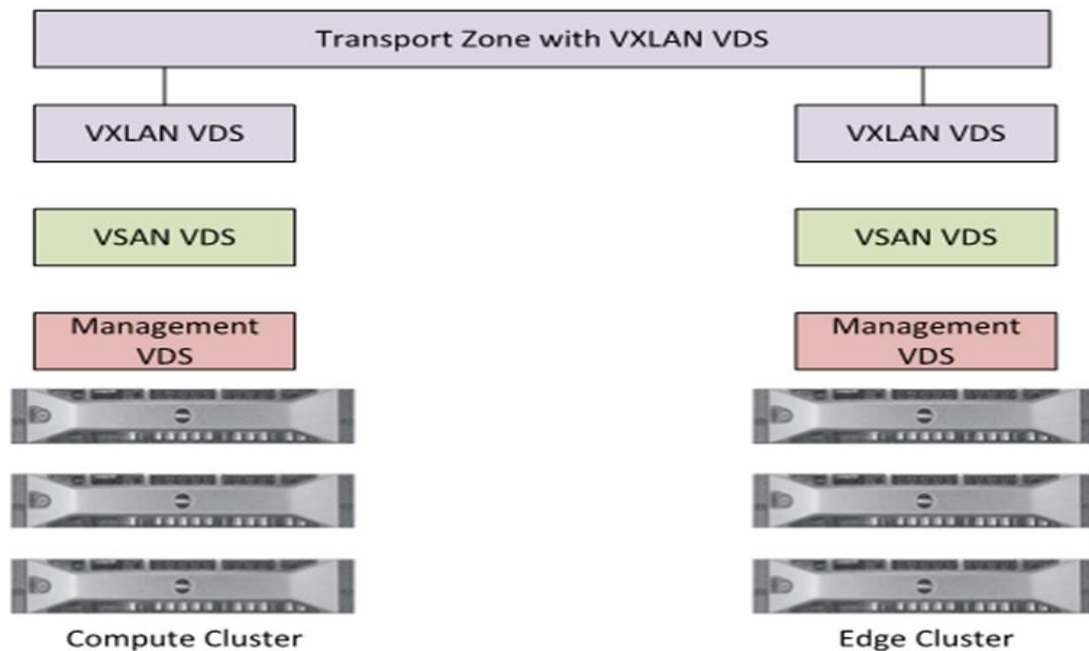 Transport Zone with VXLAN VDS
VXLAN VDS
VXLAN VDS
VSAN VDS
VSAN VDS
Management
VDS
Management
VDS
Compute Cluster
Edge Cluster